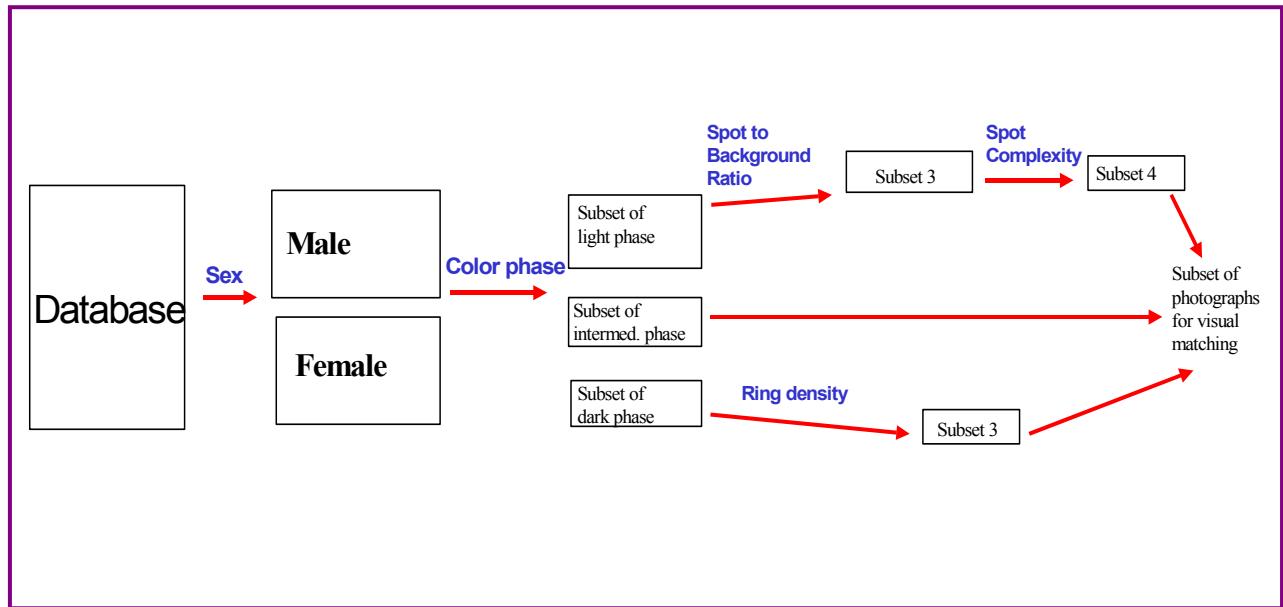 Database
Sex
Male
Female
Color phase
Subset of
light phase
Subset of
intermed. phase
Subset of
dark phase
Spot to
Background
Ratio
Subset 3
Spot
Complexity
Subset 4
Ring density
Subset 3
Subset of
photographs
for visual
matching